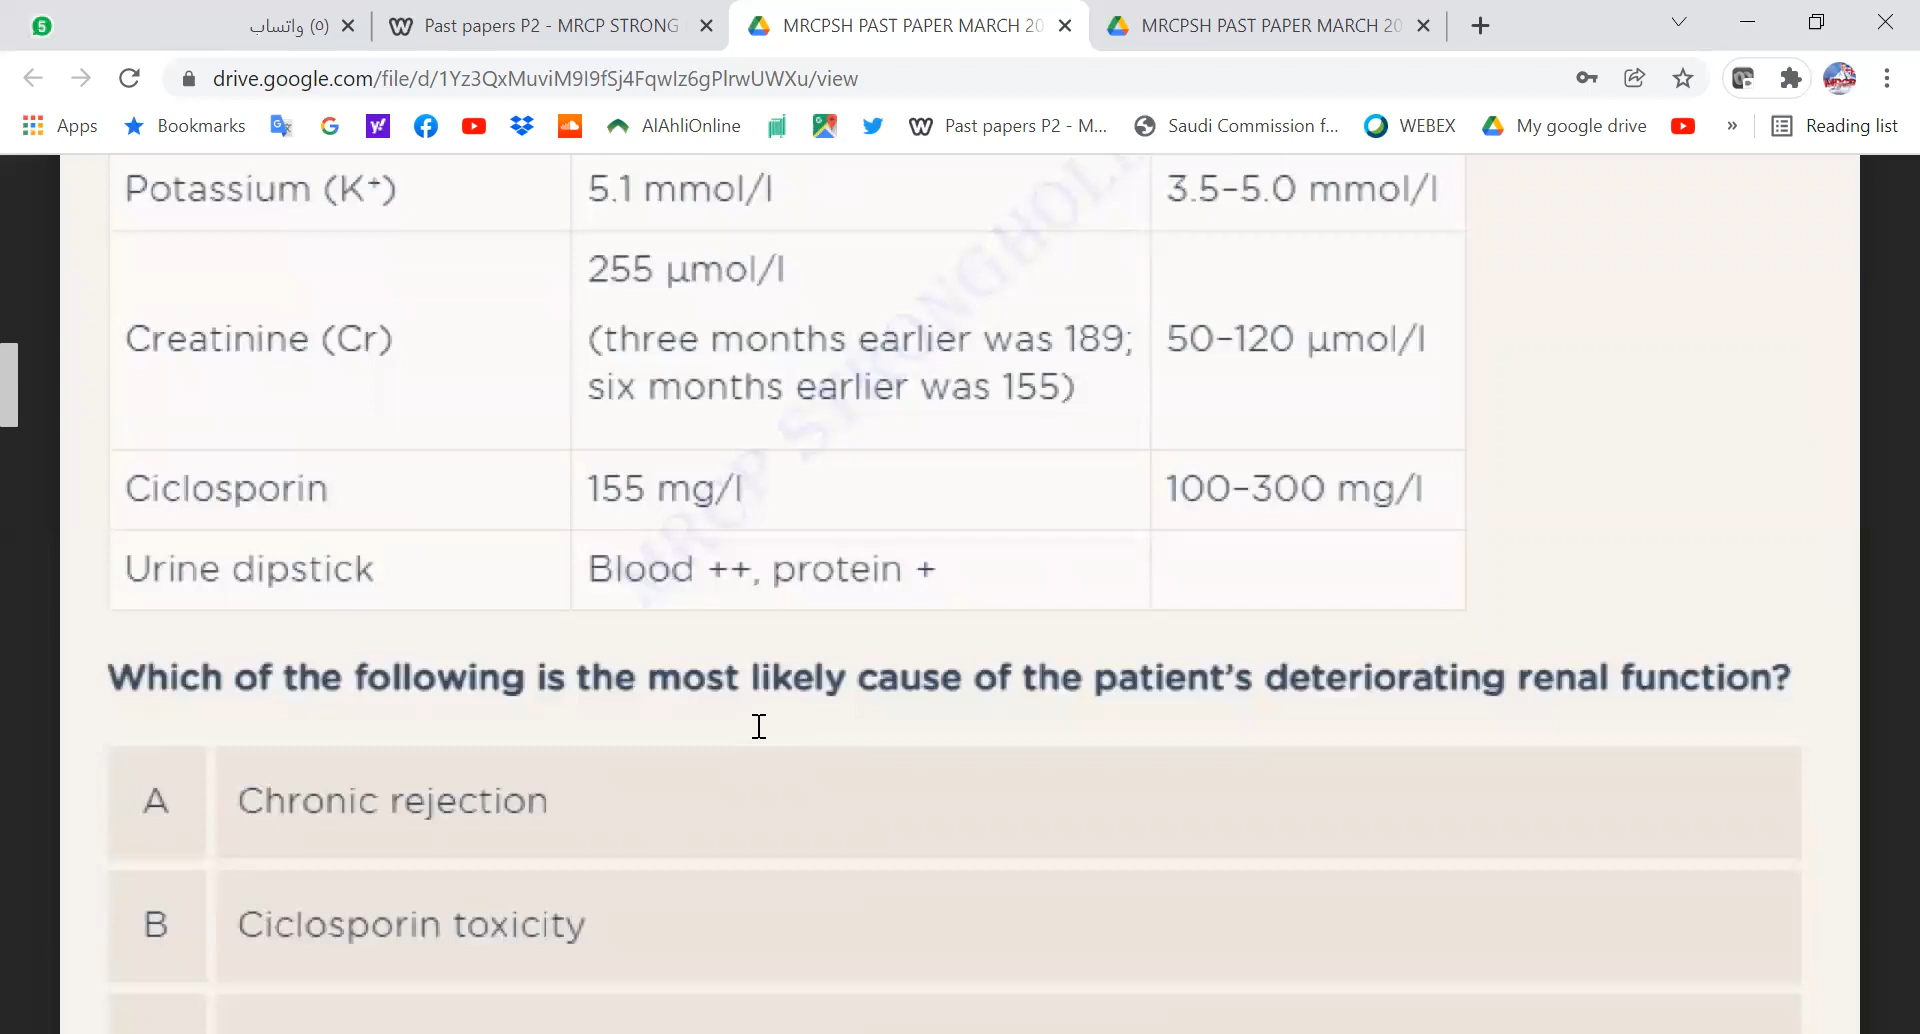 5
واتساب (٥)
Past papers P2 - MRCP STRONG
MRCPSH PAST PAPER MARCH 20
MRCPSH PAST PAPER MARCH 20
drive.google.com/file/d/1Yz3QxMuviM9I9fSj4FqwIz6gPlrwUWXu/view
Apps
Bookmarks
AlAhliOnline
Past papers P2 - M...
Saudi Commission f...
WEBEX
My google drive
»
Reading list
Potassium (K⁺) 5.1 mmol/l 3.5–5.0 mmol/l
255 µmol/l
Creatinine (Cr) (three months earlier was 189; 50–120 µmol/l
six months earlier was 155)
Ciclosporin 155 mg/l 100–300 mg/l
Urine dipstick Blood ++, protein +
MRCP STRONGHOL
Which of the following is the most likely cause of the patient's deteriorating renal function?
A Chronic rejection
B Ciclosporin toxicity